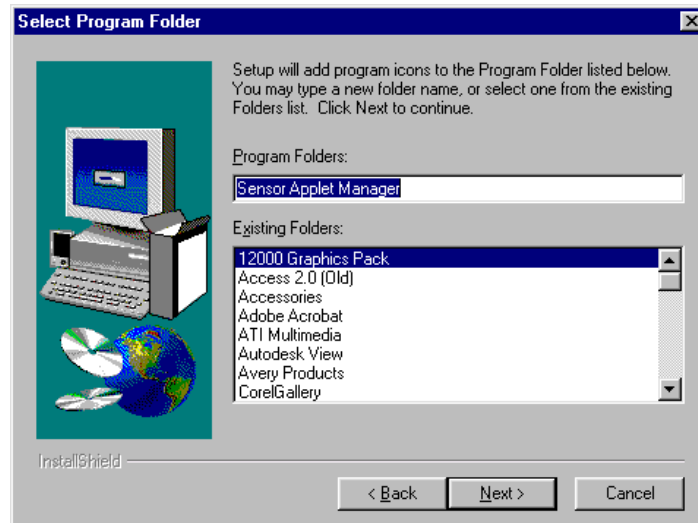 Select Program Folder
Setup will add program icons to the Program Folder listed below.
You may type a new folder name, or select one from the existing
Folders list. Click Next to continue.
Program Folders:
Sensor Applet Manager
Existing Folders:
12000 Graphics Pack
Access 2.0 (Old)
Accessories
Adobe Acrobat
ATI Multimedia
Autodesk View
Avery Products
CorelGallery
InstallShield
< Back
Next >
Cancel